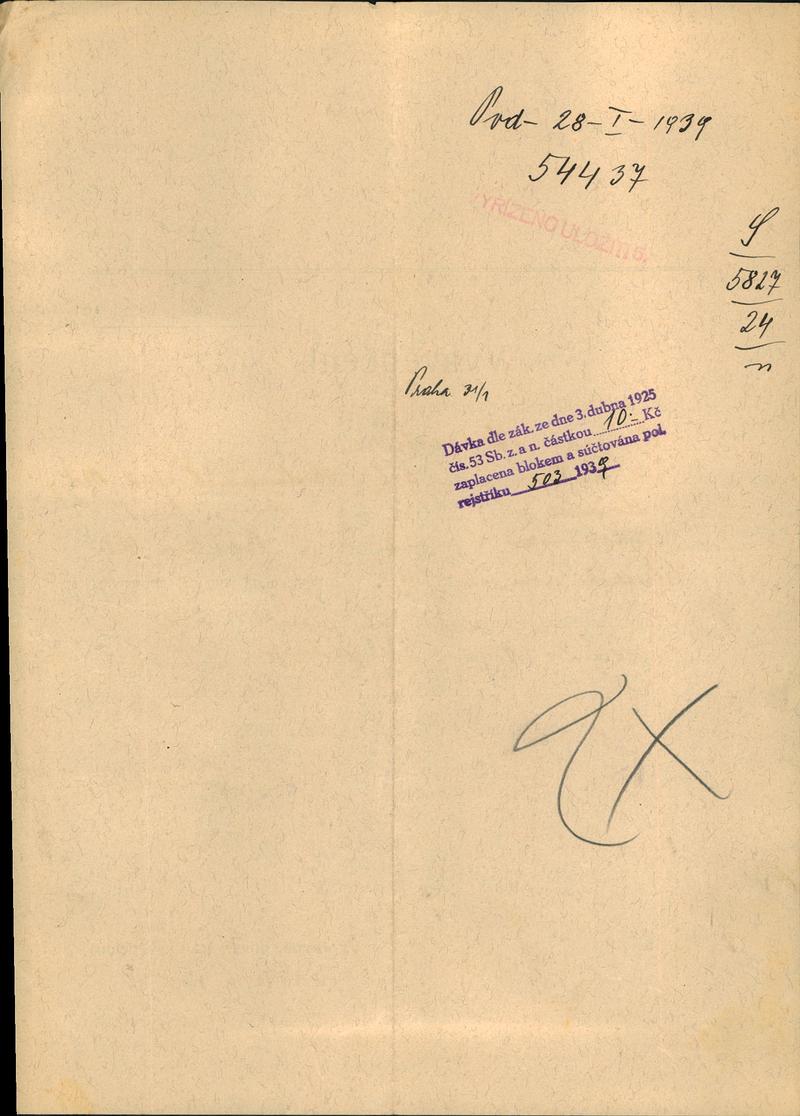 Pvd- 28-I-1939
54437
VYŘÍZENO ULOŽITI
S
5827
24
n
Praha 31/1
Dávka dle zák. ze dne 3. dubna 1925
čís. 53 Sb. z. a n. částkou 10.- Kč
zaplacena blokem a súčtována pol.
rejstříku 503 1939